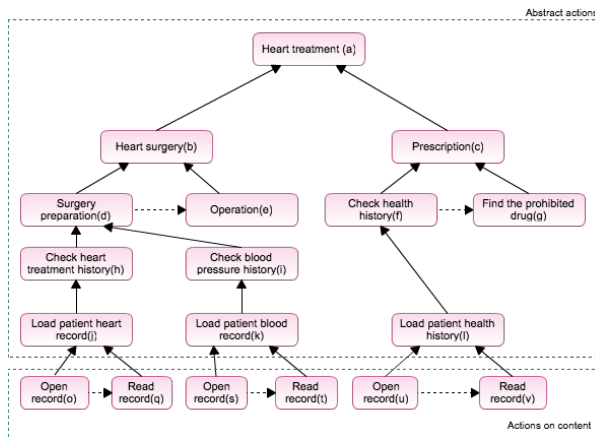 Abstract actions
Heart treatment (a)
Heart surgery(b)
Prescription(c)
Surgery
preparation(d)
Operation(e)
Check health
history(f)
Find the prohibited
drug(g)
Check heart
treatment history(h)
Check blood
pressure history(i)
Load patient heart
record(j)
Load patient blood
record(k)
Load patient health
history(l)
Open
record(o)
Read
record(q)
Open
record(s)
Read
record(t)
Open
record(u)
Read
record(v)
Actions on content